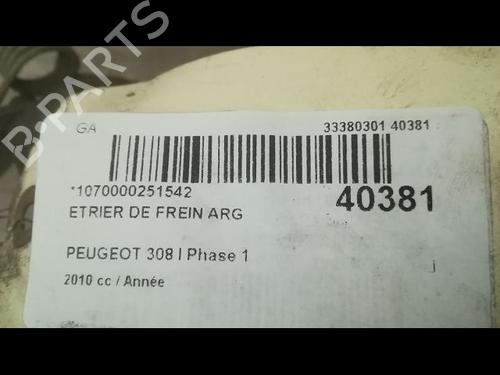 GA 33380301 40381
*1070000251542 40381
ETRIER DE FREIN ARG
PEUGEOT 308 I Phase 1
2010 cc / Année
B-PARTS